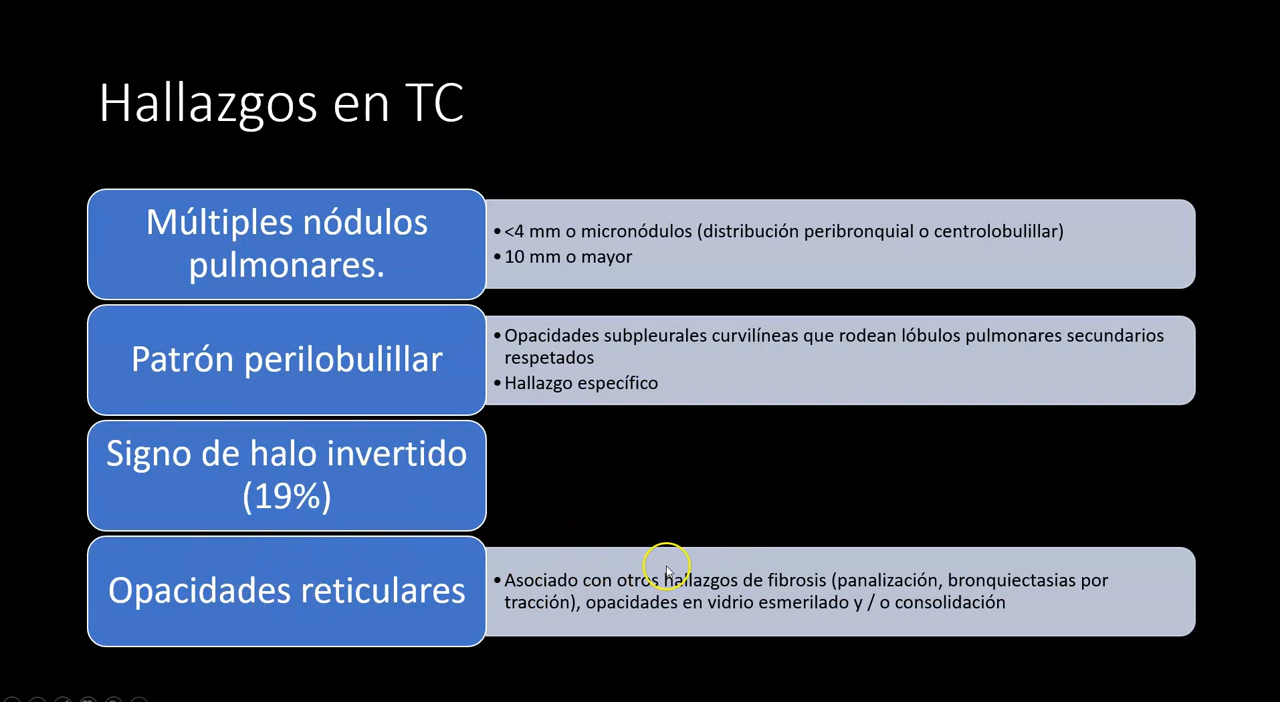 Hallazgos en TC
Múltiples nódulos
pulmonares.
•<4 mm o micronódulos (distribución peribronquial o centrolobulillar)
•10 mm o mayor
Patrón perilobulillar
•Opacidades subpleurales curvilíneas que rodean lóbulos pulmonares secundarios
respetados
•Hallazgo específico
Signo de halo invertido
(19%)
Opacidades reticulares
•Asociado con otros hallazgos de fibrosis (panalización, bronquiectasias por
tracción), opacidades en vidrio esmerilado y / o consolidación